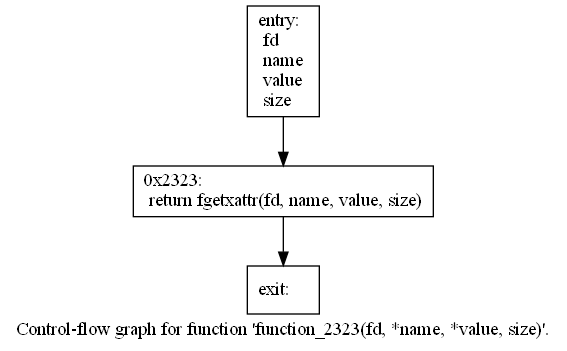 entry:
fd
name
value
size
0x2323:
return fgetxattr(fd, name, value, size)
exit:
Control-flow graph for function 'function_2323(fd, *name, *value, size)'.